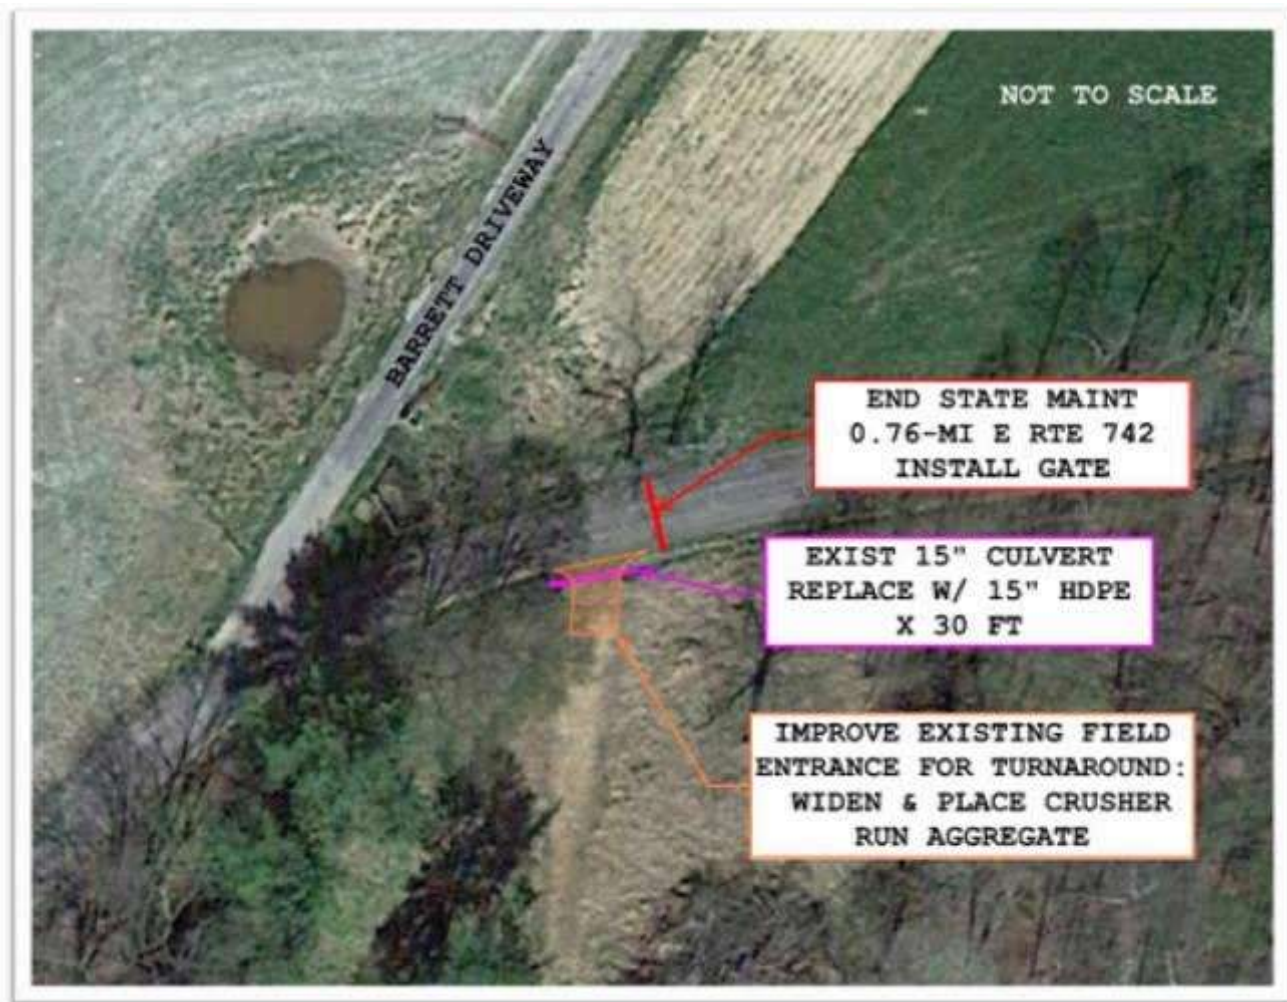 NOT TO SCALE
BARRETT DRIVEWAY
END STATE MAINT
0.76-MI E RTE 742
INSTALL GATE
EXIST 15" CULVERT
REPLACE W/ 15" HDPE
X 30 FT
IMPROVE EXISTING FIELD
ENTRANCE FOR TURNAROUND:
WIDEN & PLACE CRUSHER
RUN AGGREGATE